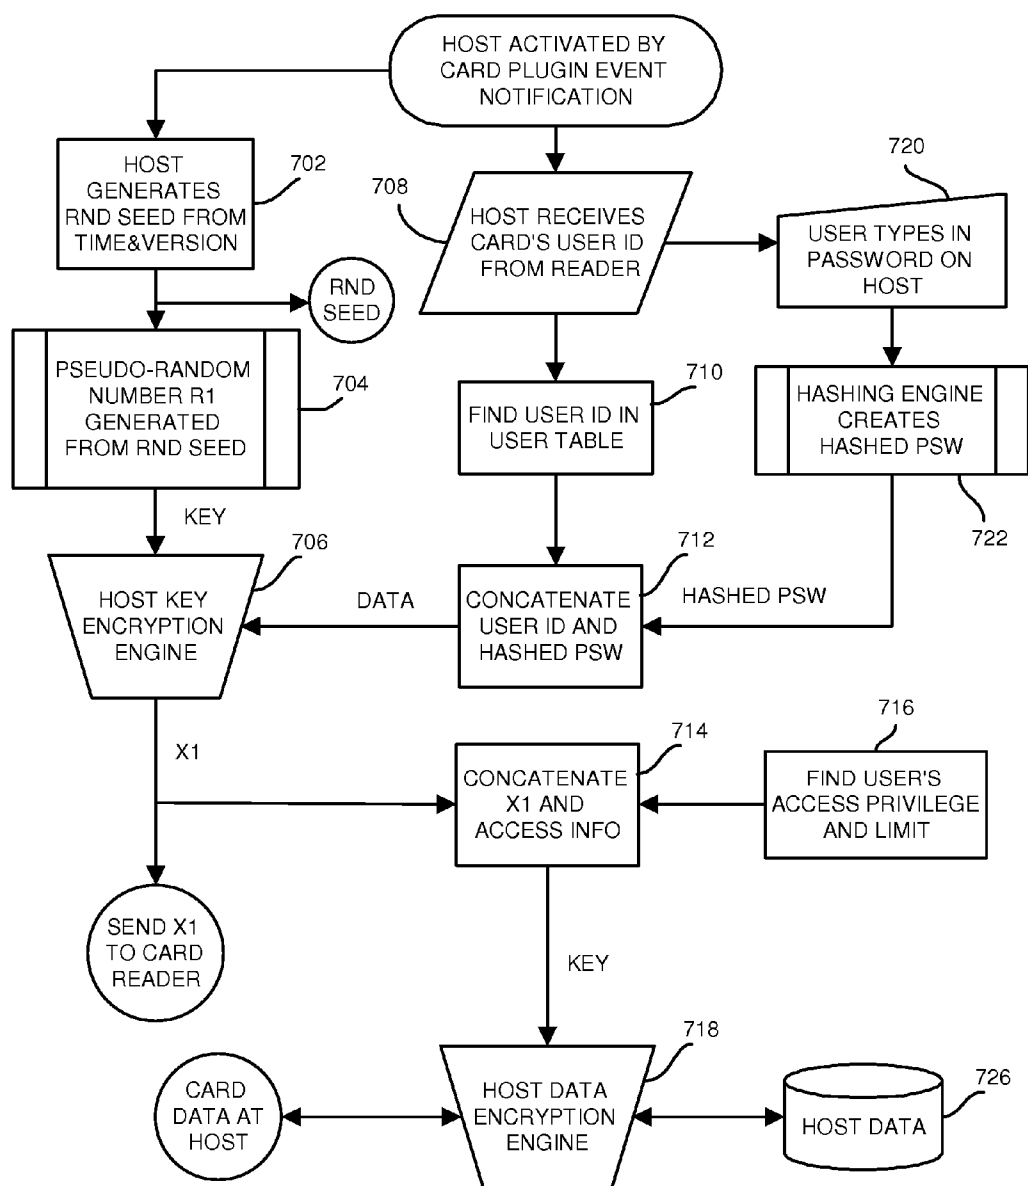 HOST ACTIVATED BY
CARD PLUGIN EVENT
NOTIFICATION
702
HOST
GENERATES
RND SEED FROM
TIME&VERSION
708
HOST RECEIVES
CARD'S USER ID
FROM READER
720
USER TYPES IN
PASSWORD ON
HOST
RND
SEED
704
PSEUDO-RANDOM
NUMBER R1
GENERATED
FROM RND SEED
710
FIND USER ID IN
USER TABLE
HASHING ENGINE
CREATES
HASHED PSW
722
KEY
706
HOST KEY
ENCRYPTION
ENGINE
DATA
712
CONCATENATE
USER ID AND
HASHED PSW
HASHED PSW
X1
714
CONCATENATE
X1 AND
ACCESS INFO
716
FIND USER'S
ACCESS PRIVILEGE
AND LIMIT
SEND X1
TO CARD
READER
KEY
718
CARD
DATA AT
HOST
HOST DATA
ENCRYPTION
ENGINE
726
HOST DATA